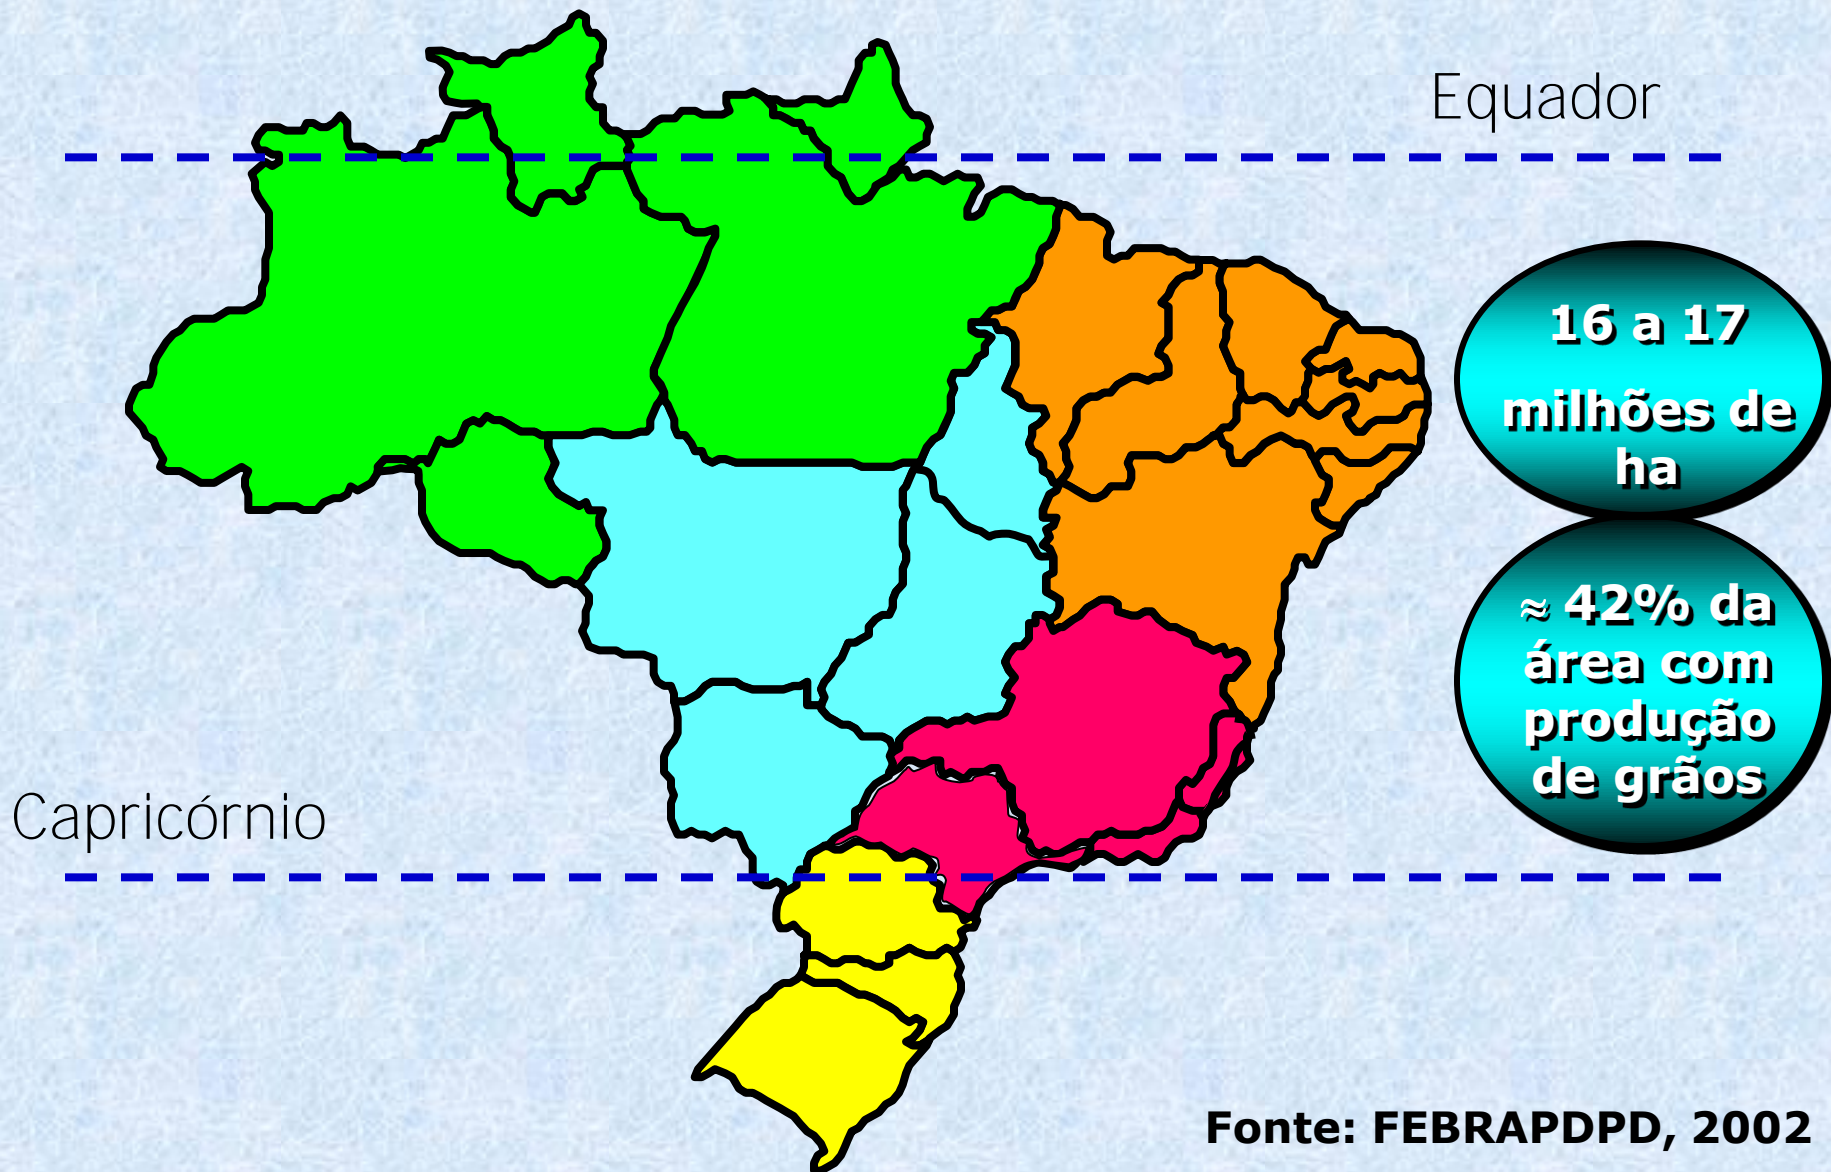 Equador
16 a 17
milhões de
ha
≈ 42% da
área com
produção
de grãos
Capricórnio
Fonte: FEBRAPDPD, 2002